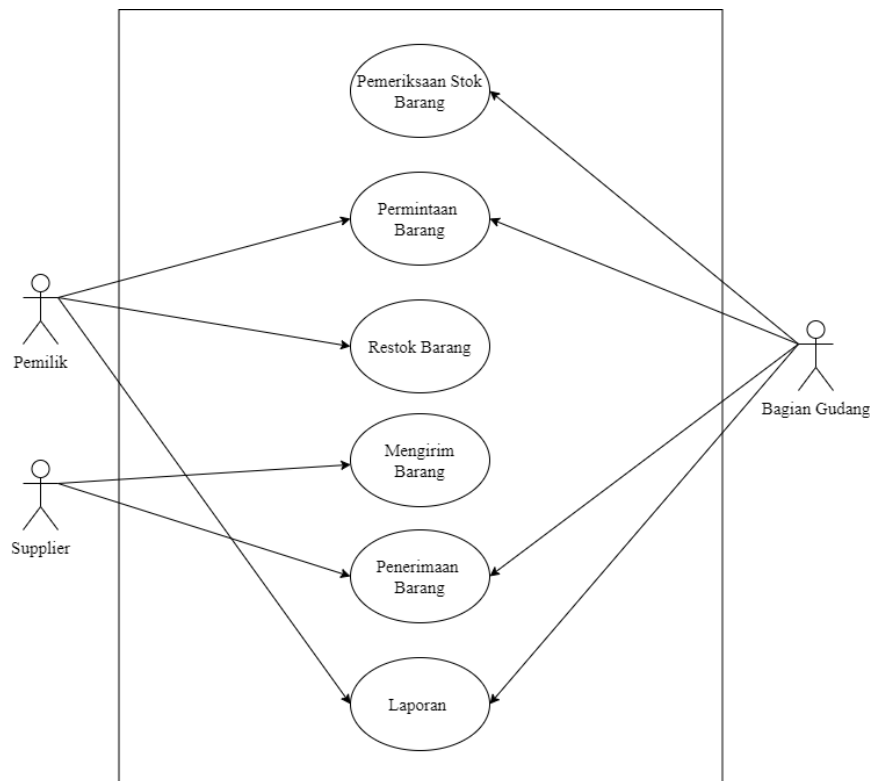 Pemeriksaan Stok
Barang
Permintaan
Barang
Restok Barang
Mengirim
Barang
Penerimaan
Barang
Laporan
Pemilik
Supplier
Bagian Gudang